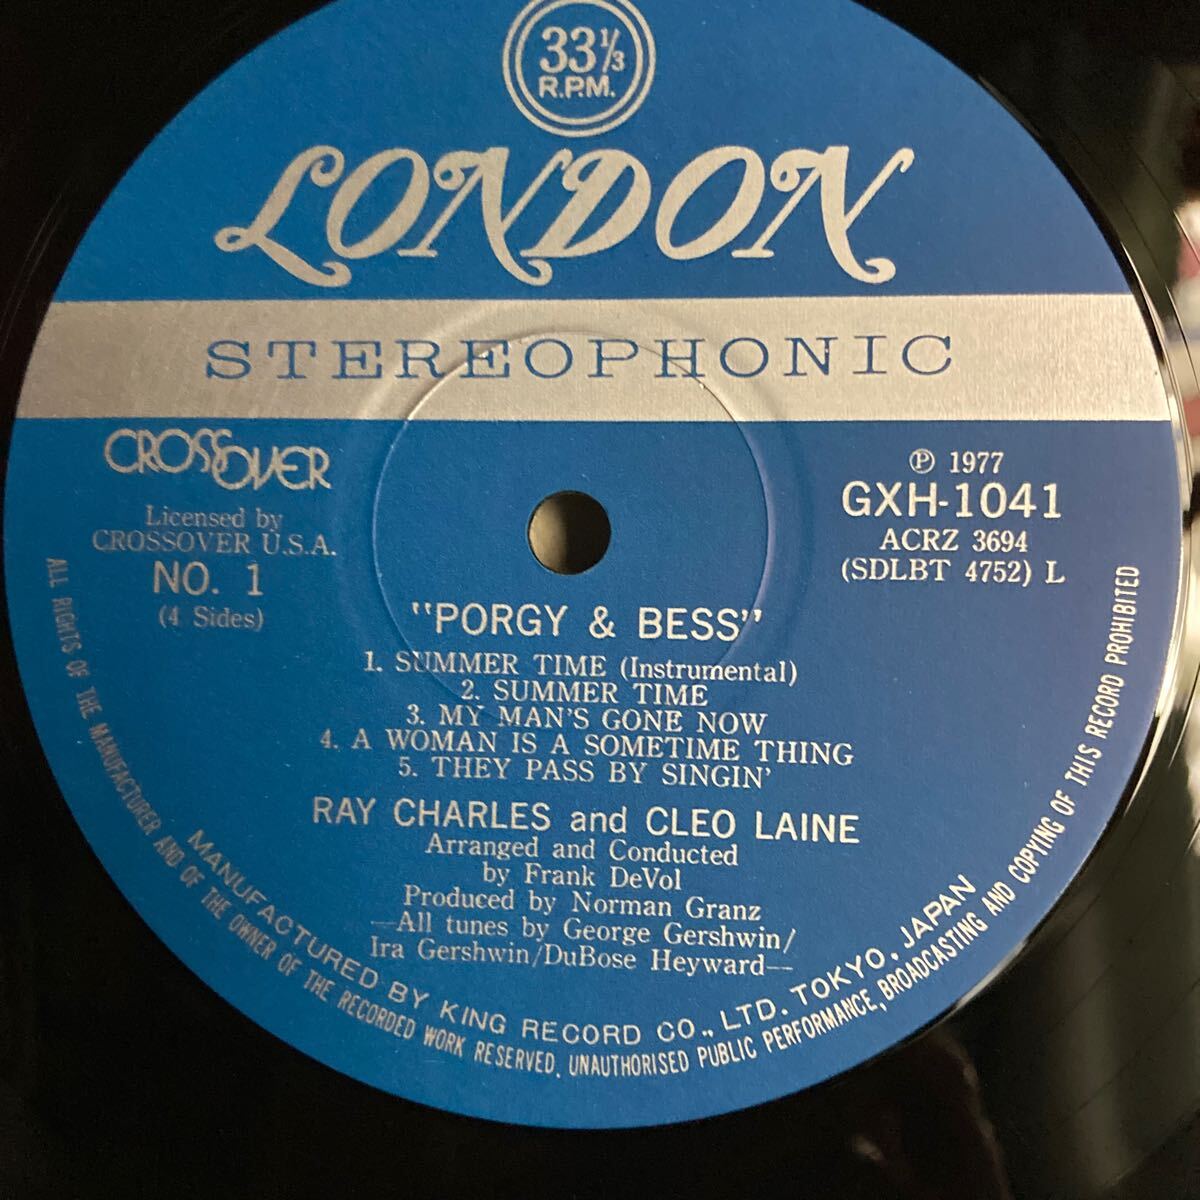 33⅓
R.P.M.
LONDON
STEREOPHONIC
CROSSOVER
Licensed by
CROSSOVER U.S.A.
NO. 1
(4 Sides)
Ⓟ 1977
GXH-1041
ACRZ 3694
(SDLBT 4752) L
"PORGY & BESS"
1. SUMMER TIME (Instrumental)
2. SUMMER TIME
3. MY MAN'S GONE NOW
4. A WOMAN IS A SOMETIME THING
5. THEY PASS BY SINGIN'
RAY CHARLES and CLEO LAINE
Arranged and Conducted
by Frank DeVol
Produced by Norman Granz
—All tunes by George Gershwin/
Ira Gershwin/DuBose Heyward—
MANUFACTURED BY KING RECORD CO., LTD. TOKYO, JAPAN
ALL RIGHTS OF THE MANUFACTURER AND OF THE OWNER OF THE RECORDED WORK RESERVED. UNAUTHORISED PUBLIC PERFORMANCE, BROADCASTING AND COPYING OF THIS RECORD PROHIBITED